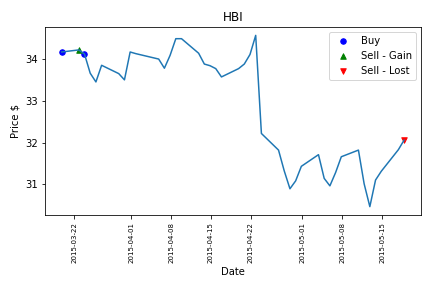 HBI
Buy
Sell - Gain
Sell - Lost
Price $
34
33
32
31
2015-03-22
2015-04-01
2015-04-08
2015-04-15
2015-04-22
2015-05-01
2015-05-08
2015-05-15
Date